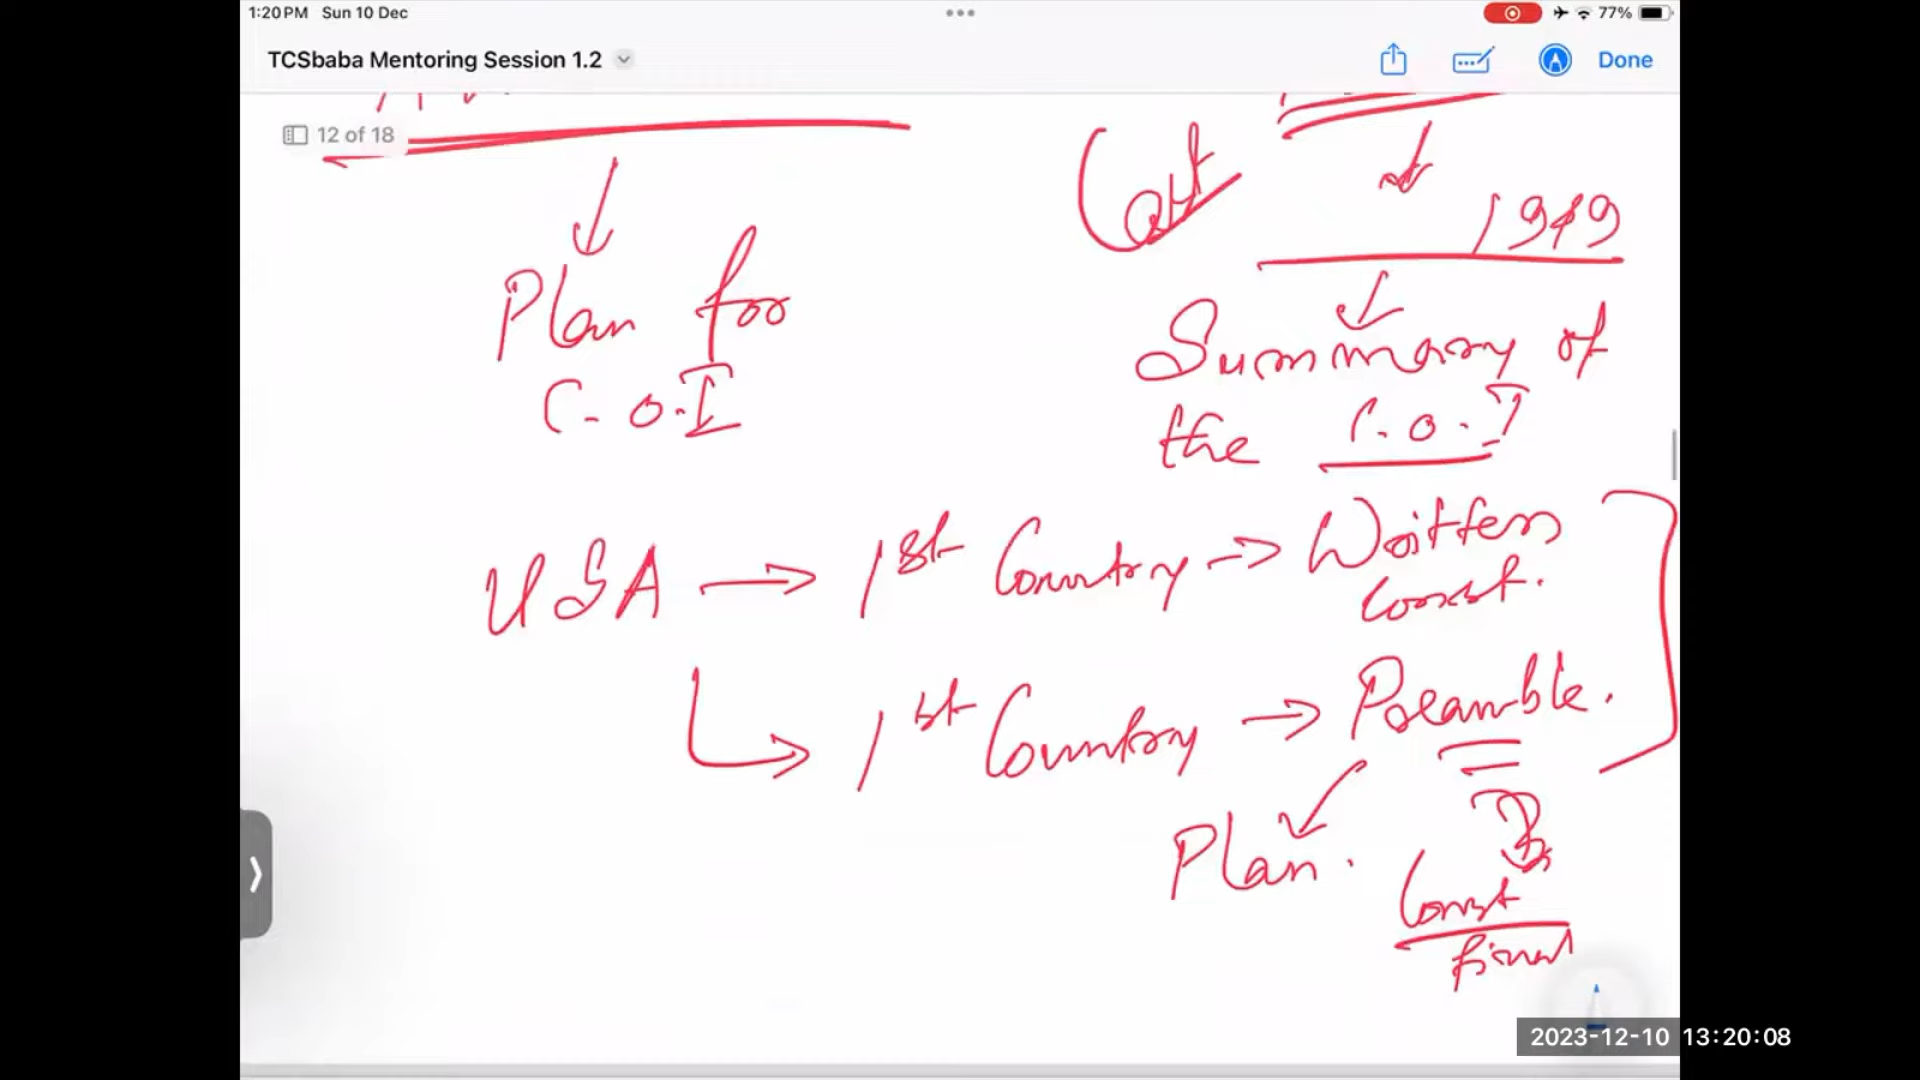 1:20 PM Sun 10 Dec
77%
TCSbaba Mentoring Session 1.2
Done
12 of 18
1949
Plan for
C.O.I
Summary of
the C.O.I
USA → 1st Country → Written
Const.
1st Country → Preamble.
Plan.
Const
final
2023-12-10 13:20:08